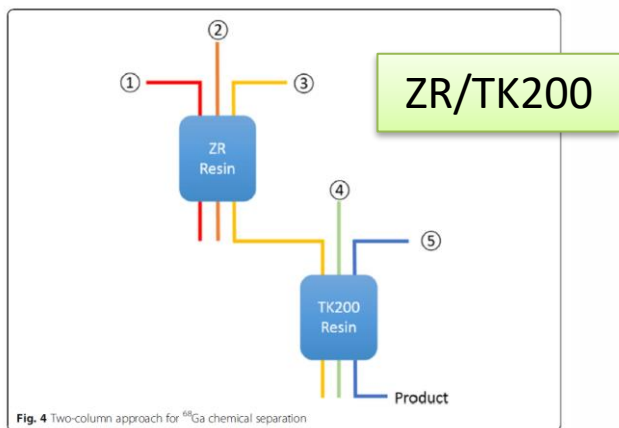 ②
①
③
ZR/TK200
ZR
Resin
④
⑤
TK200
Resin
Product
Fig. 4 Two-column approach for ⁶⁸Ga chemical separation